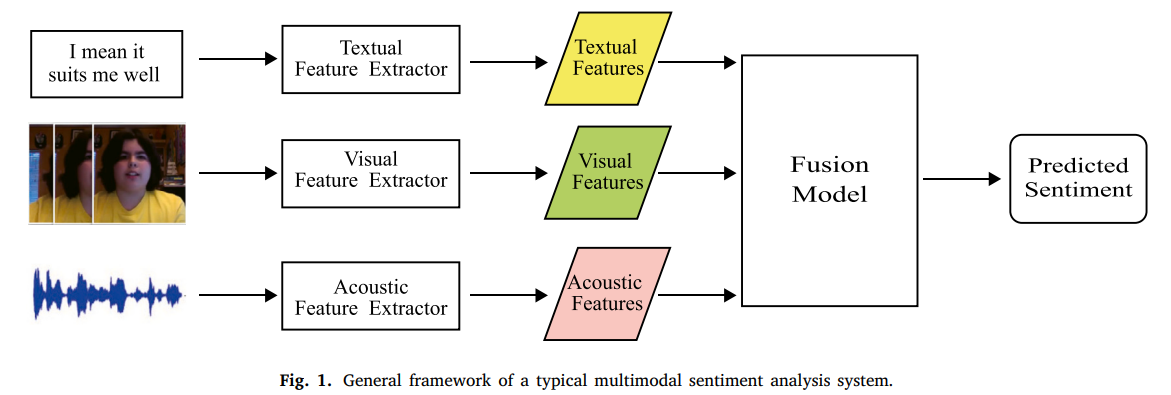 I mean it
suits me well
Textual
Feature Extractor
Textual
Features
Visual
Feature Extractor
Visual
Features
Acoustic
Feature Extractor
Acoustic
Features
Fusion
Model
Predicted
Sentiment
Fig. 1. General framework of a typical multimodal sentiment analysis system.